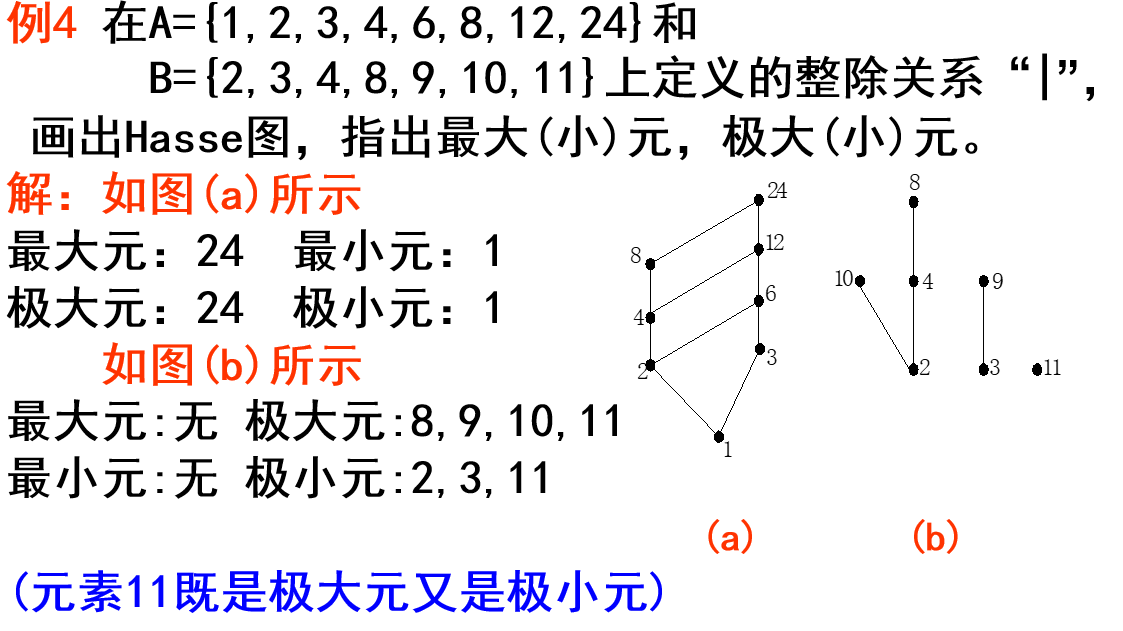 例4 在A={1,2,3,4,6,8,12,24}和
B={2,3,4,8,9,10,11}上定义的整除关系“|”，
画出Hasse图，指出最大(小)元，极大(小)元。
解：如图(a)所示
最大元：24 最小元：1
极大元：24 极小元：1
如图(b)所示
最大元:无 极大元:8,9,10,11
最小元:无 极小元:2,3,11
(元素11既是极大元又是极小元)
24
12
8
6
4
3
2
1
(a)
8
10
4
9
2
3
11
(b)